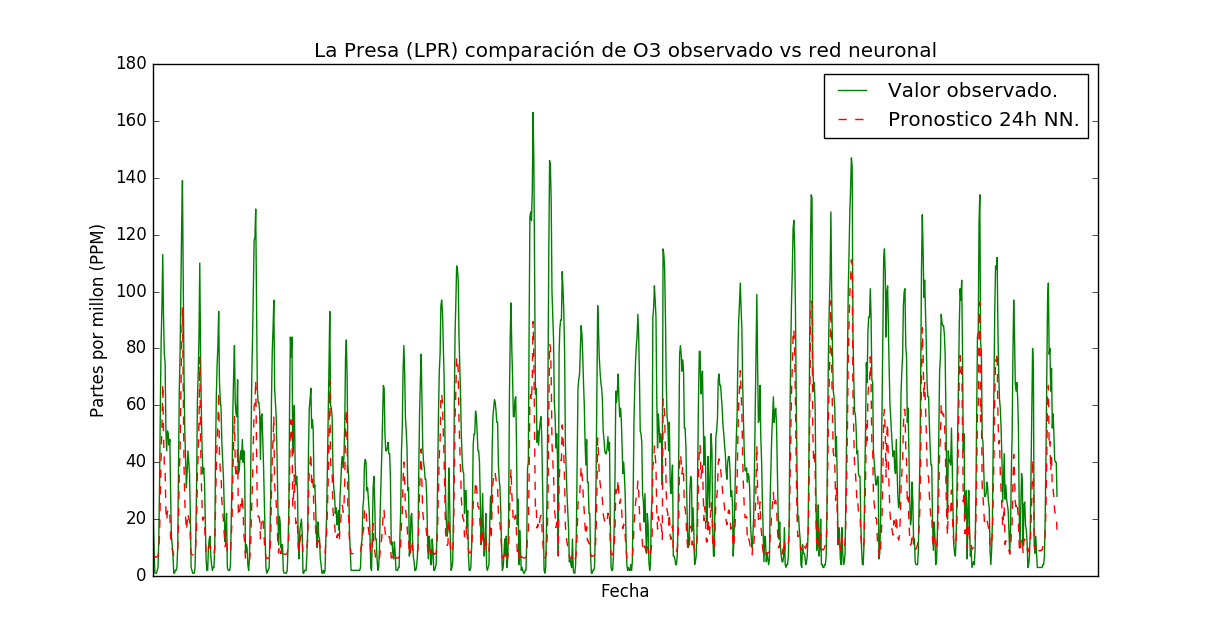 La Presa (LPR) comparación de O3 observado vs red neuronal
180
160
140
120
100
80
60
40
20
0
Partes por millon (PPM)
Valor observado.
Pronostico 24h NN.
Fecha